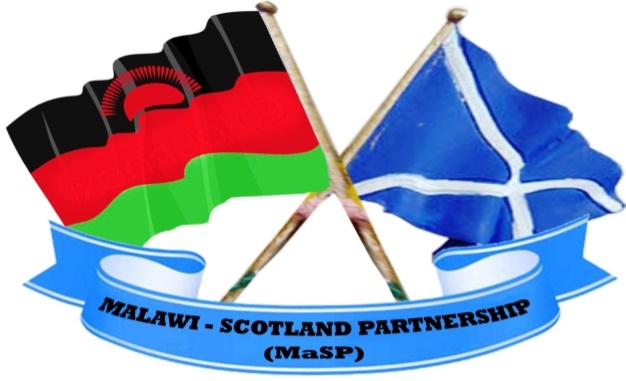 MALAWI - SCOTLAND PARTNERSHIP
(MaSP)